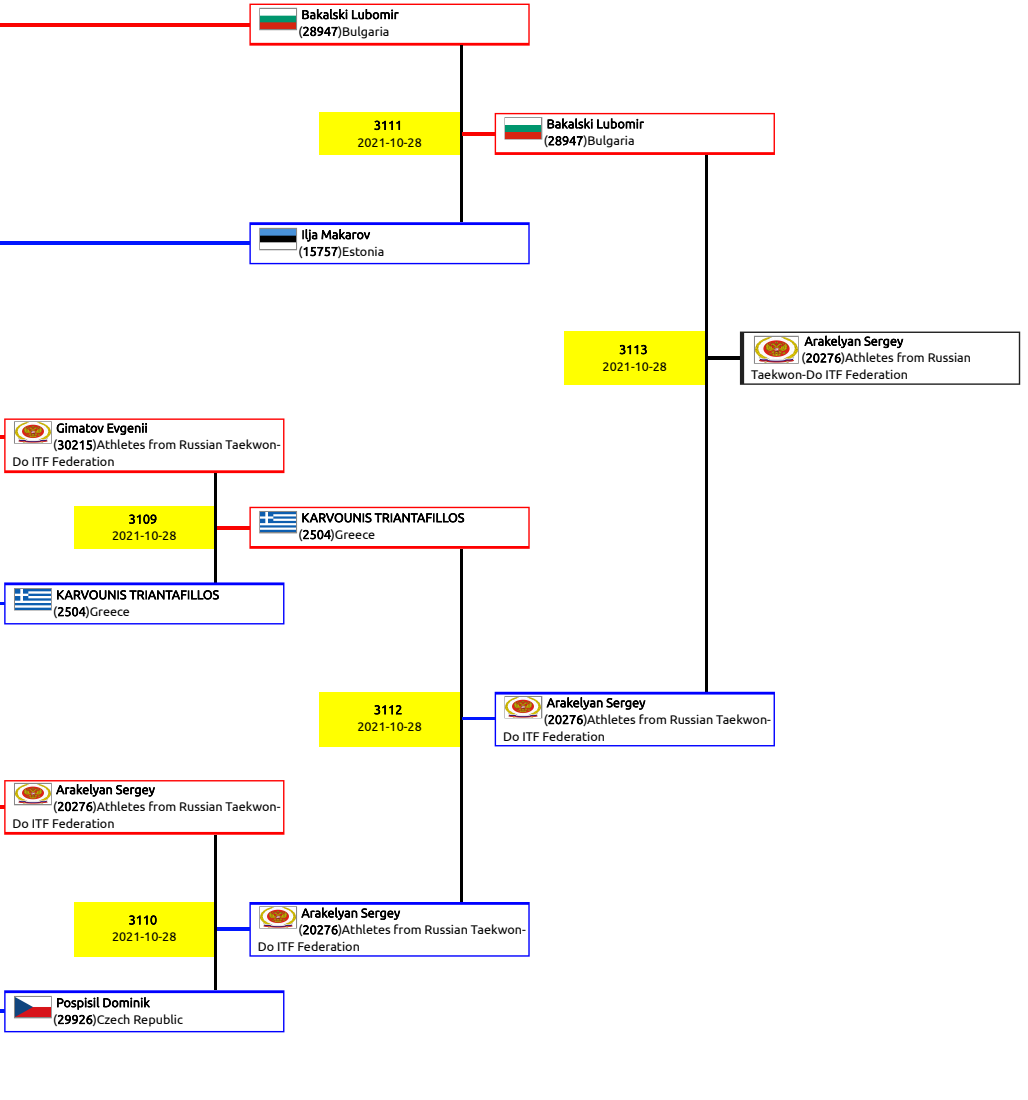 Bakalski Lubomir
(28947)Bulgaria
3111
2021-10-28
Bakalski Lubomir
(28947)Bulgaria
Ilja Makarov
(15757)Estonia
3113
2021-10-28
Arakelyan Sergey
(20276)Athletes from Russian
Taekwon-Do ITF Federation
Gimatov Evgenii
(30215)Athletes from Russian Taekwon-
Do ITF Federation
3109
2021-10-28
KARVOUNIS TRIANTAFILLOS
(2504)Greece
KARVOUNIS TRIANTAFILLOS
(2504)Greece
3112
2021-10-28
Arakelyan Sergey
(20276)Athletes from Russian Taekwon-
Do ITF Federation
Arakelyan Sergey
(20276)Athletes from Russian Taekwon-
Do ITF Federation
3110
2021-10-28
Arakelyan Sergey
(20276)Athletes from Russian Taekwon-
Do ITF Federation
Pospisil Dominik
(29926)Czech Republic